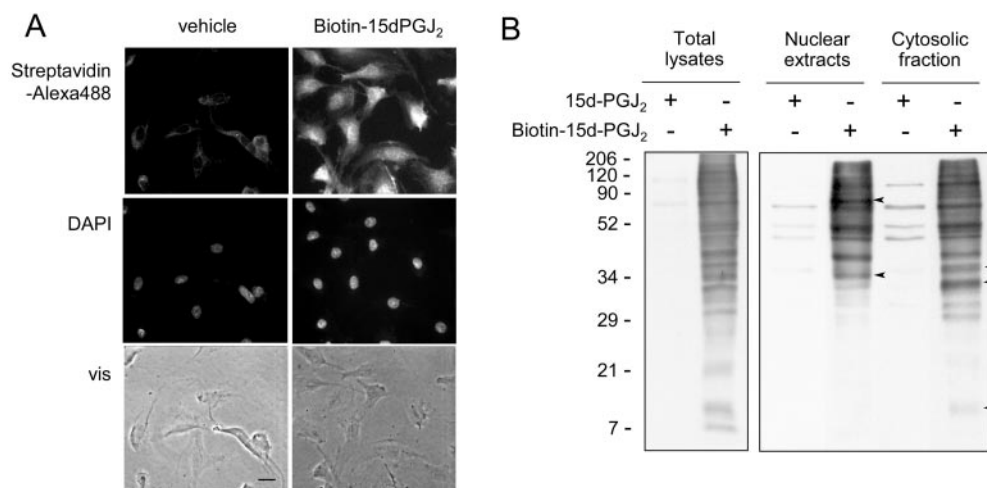 A
vehicle
Biotin-15dPGJ₂
Streptavidin
-Alexa488
DAPI
vis
B
Total
lysates
Nuclear
extracts
Cytosolic
fraction
15d-PGJ₂ + - + - + -
Biotin-15d-PGJ₂ - + - + - +
206 -
120 -
90 -
52 -
34 -
29 -
21 -
7 -